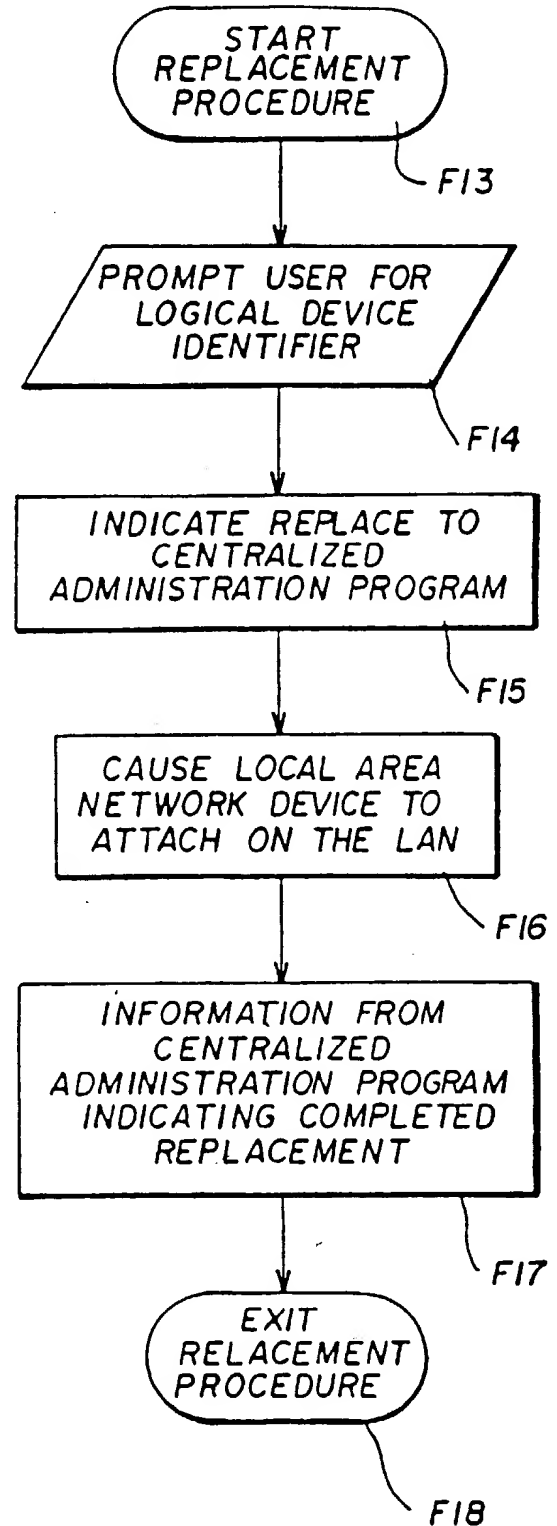 START
REPLACEMENT
PROCEDURE
F13
PROMPT USER FOR
LOGICAL DEVICE
IDENTIFIER
F14
INDICATE REPLACE TO
CENTRALIZED
ADMINISTRATION PROGRAM
F15
CAUSE LOCAL AREA
NETWORK DEVICE TO
ATTACH ON THE LAN
F16
INFORMATION FROM
CENTRALIZED
ADMINISTRATION PROGRAM
INDICATING COMPLETED
REPLACEMENT
F17
EXIT
RELACEMENT
PROCEDURE
F18